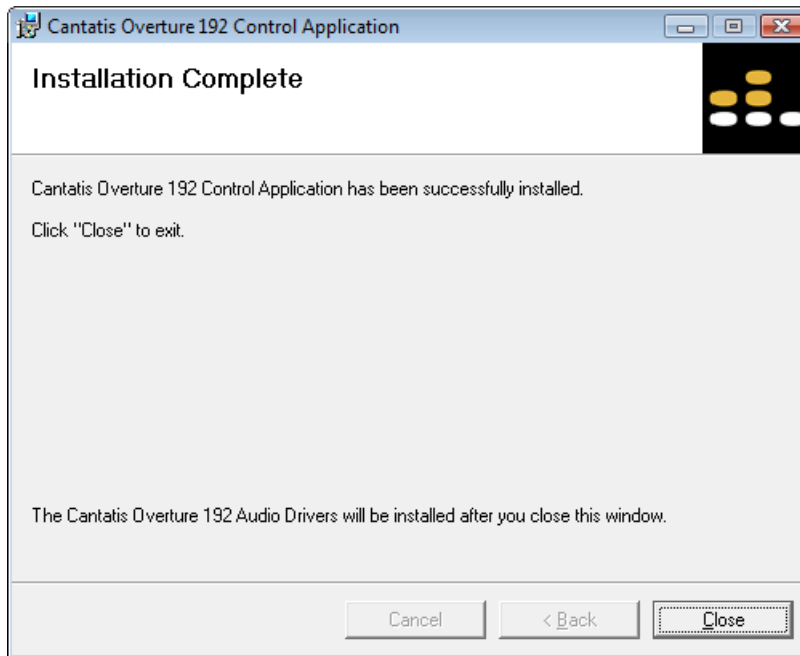 Cantatis Overture 192 Control Application
Installation Complete
Cantatis Overture 192 Control Application has been successfully installed.
Click "Close" to exit.
The Cantatis Overture 192 Audio Drivers will be installed after you close this window.
Cancel
< Back
Close